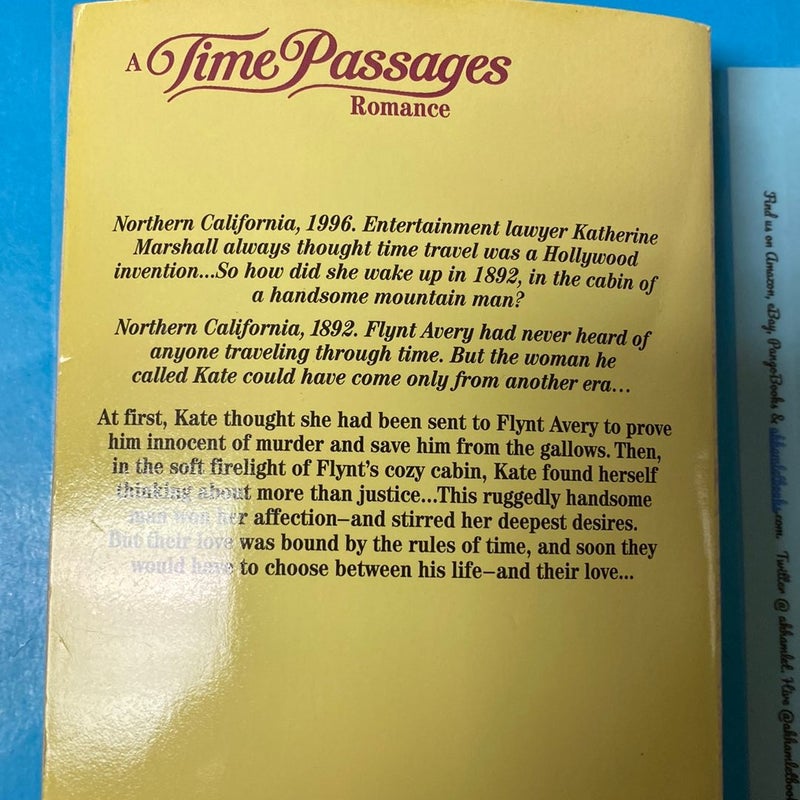 A Time Passages
Romance
Northern California, 1996. Entertainment lawyer Katherine
Marshall always thought time travel was a Hollywood
invention...So how did she wake up in 1892, in the cabin of
a handsome mountain man?
Northern California, 1892. Flynt Avery had never heard of
anyone traveling through time. But the woman he
called Kate could have come only from another era...
At first, Kate thought she had been sent to Flynt Avery to prove
him innocent of murder and save him from the gallows. Then,
in the soft firelight of Flynt's cozy cabin, Kate found herself
thinking about more than justice...This ruggedly handsome
man won her affection–and stirred her deepest desires.
But their love was bound by the rules of time, and soon they
would have to choose between his life–and their love...
Find us on Amazon, eBay, PangoBooks & akhamletbooks.com. Twitter @ akhamlet, Hive @akhamletboo